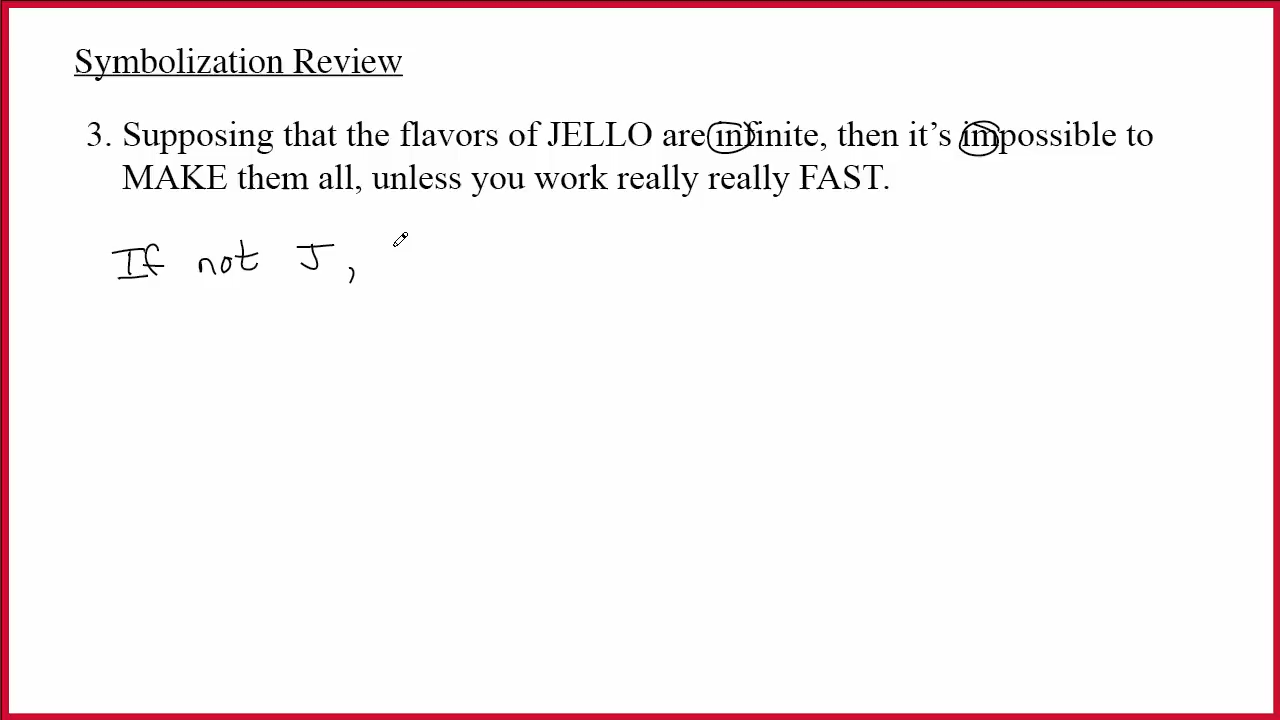 Symbolization Review
3. Supposing that the flavors of JELLO are infinite, then it's impossible to
MAKE them all, unless you work really really FAST.
If not J,